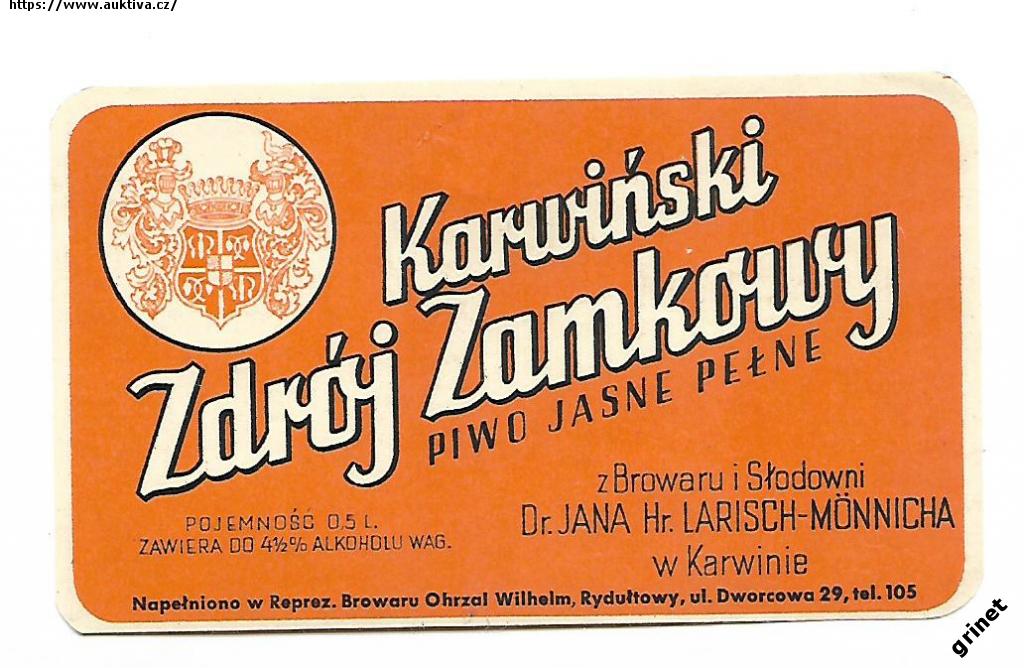 https://www.auktiva.cz/
Karwiński
Zdrój Zamkowy
PIWO JASNE PEŁNE
z Browaru i Słodowni
Dr. JANA Hr. LARISCH-MÖNNICHA
w Karwinie
POJEMNOŚĆ 0,5 L.
ZAWIERA DO 4½% ALKOHOLU WAG.
Napełniono w Reprez. Browaru Ohrzal Wilhelm, Rydułtowy, ul. Dworcowa 29, tel. 105
grinet